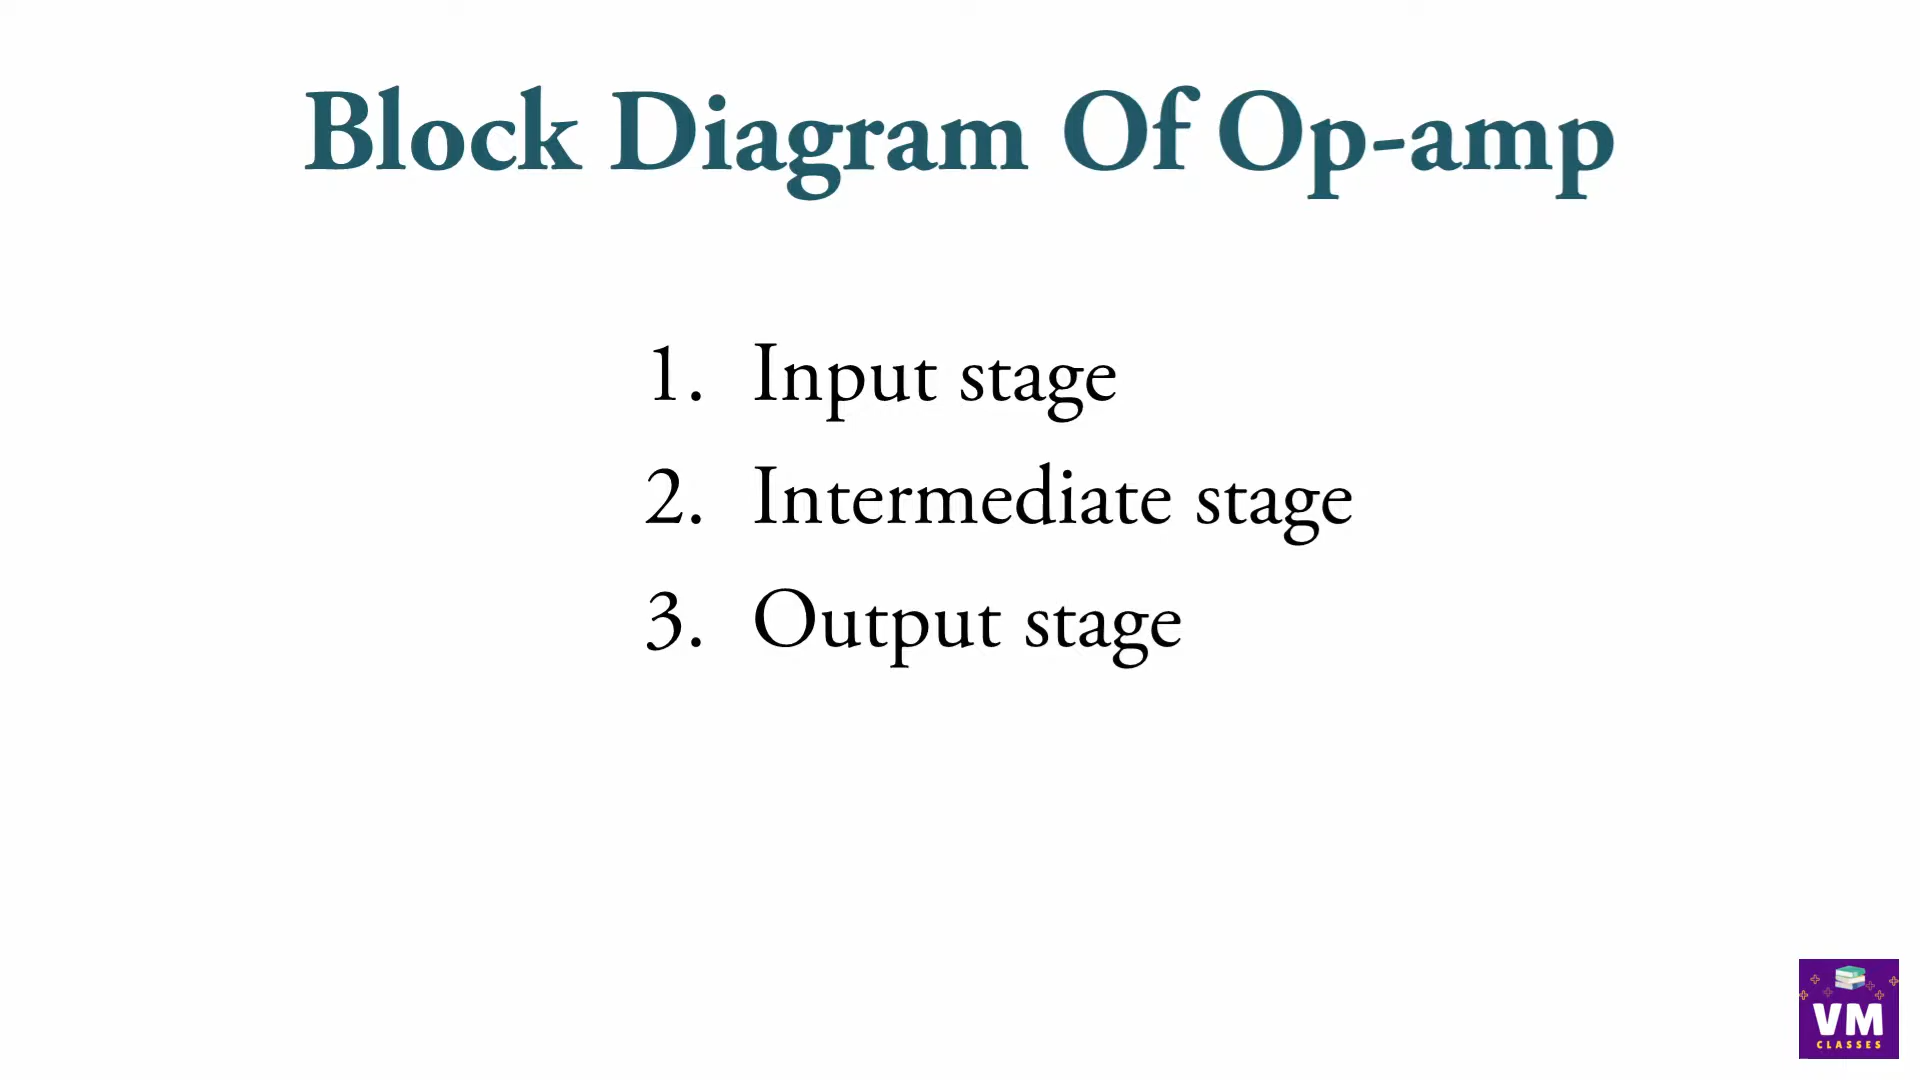 Block Diagram Of Op-amp
1. Input stage
2. Intermediate stage
3. Output stage
VM
CLASSES